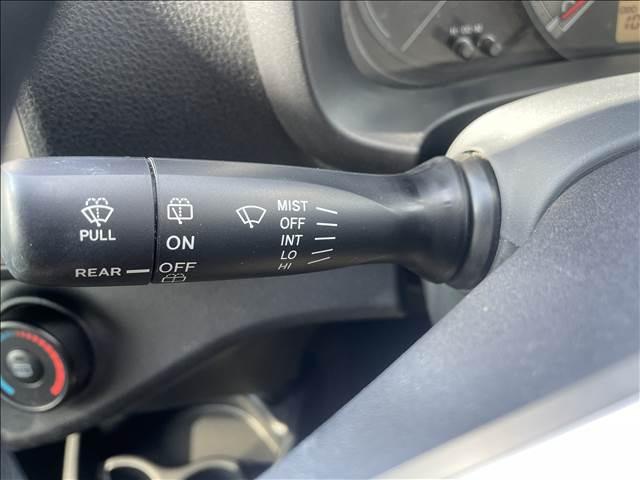 PULL
REAR
ON
OFF
MIST
OFF
INT
LO
HI